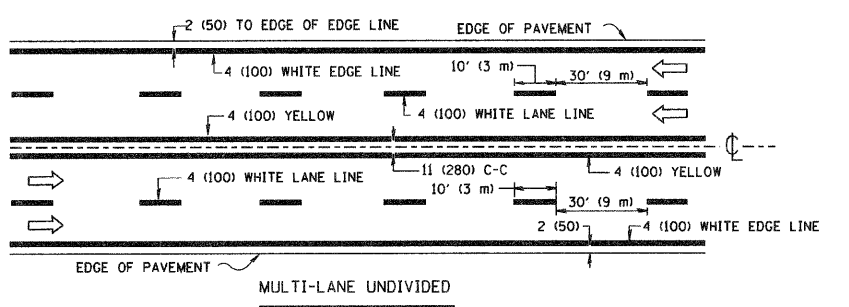 2 (50) TO EDGE OF EDGE LINE
EDGE OF PAVEMENT
4 (100) WHITE EDGE LINE
10' (3 m)
30' (9 m)
4 (100) YELLOW
4 (100) WHITE LANE LINE
℄
11 (280) C-C
4 (100) YELLOW
4 (100) WHITE LANE LINE
10' (3 m)
30' (9 m)
2 (50)
4 (100) WHITE EDGE LINE
EDGE OF PAVEMENT
MULTI-LANE UNDIVIDED